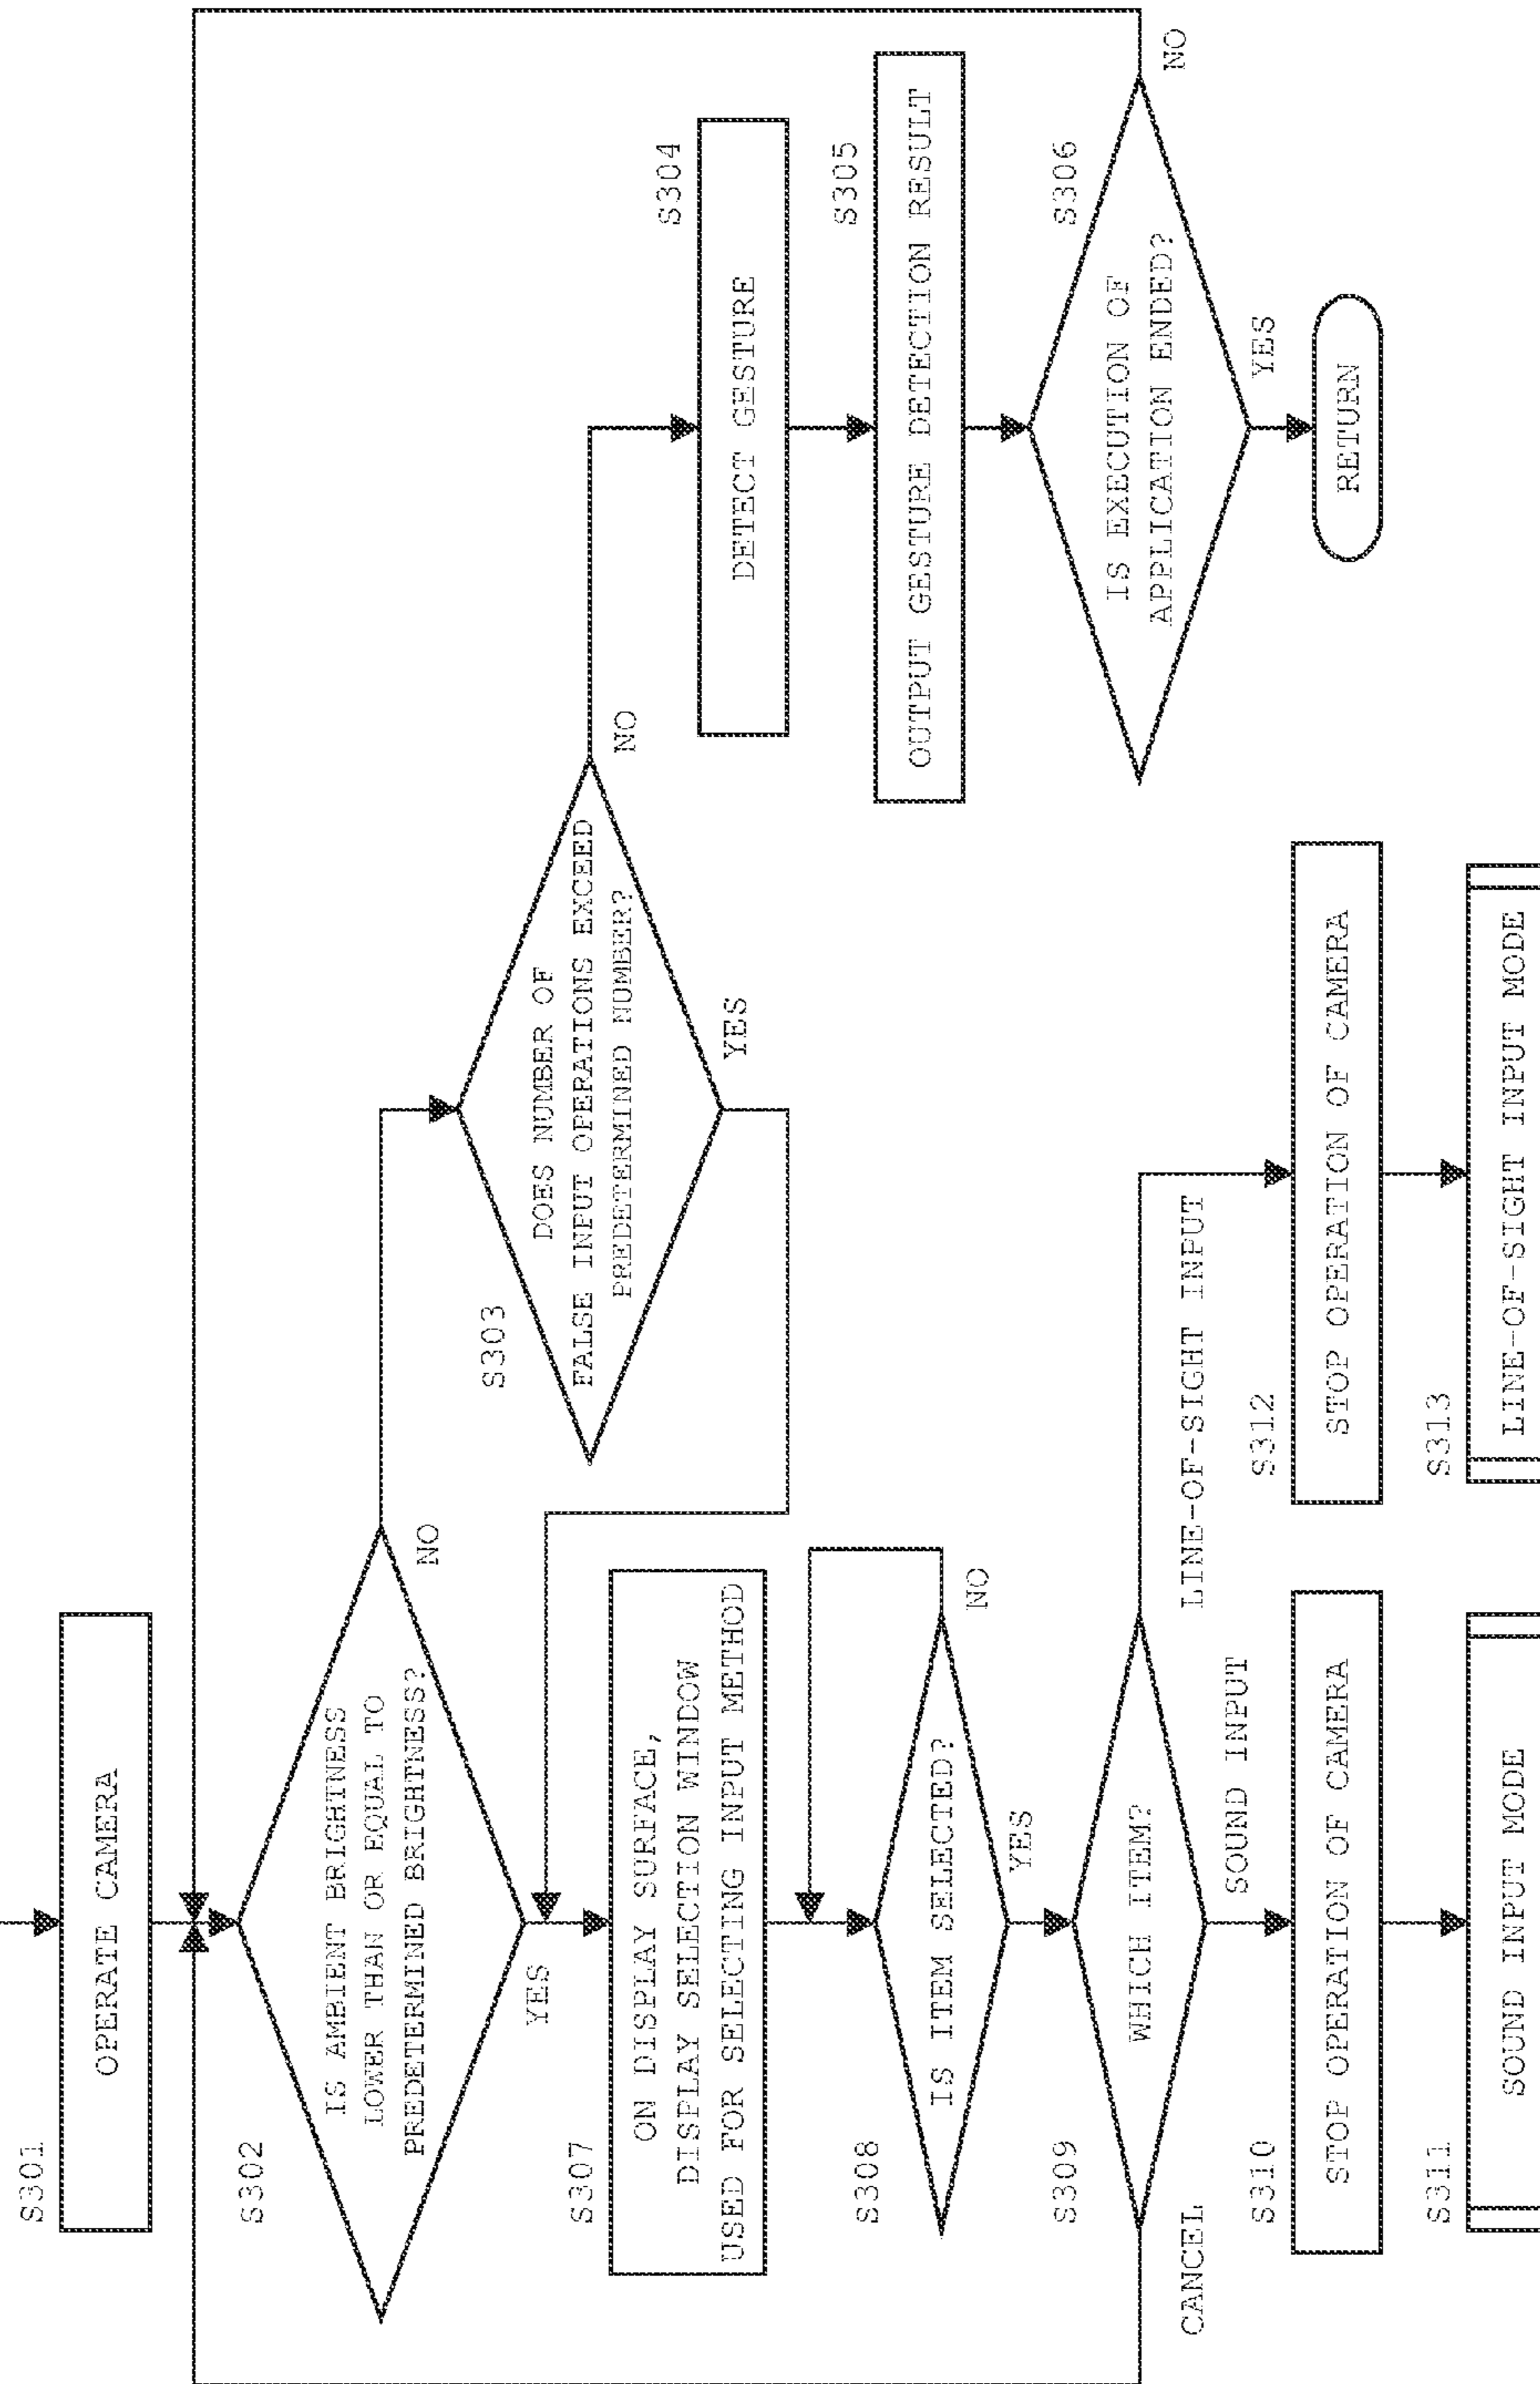 S301
OPERATE CAMERA
S302
IS AMBIENT BRIGHTNESS
LOWER THAN OR EQUAL TO
PREDETERMINED BRIGHTNESS?
NO
YES
S303
DOES NUMBER OF
FALSE INPUT OPERATIONS EXCEED
PREDETERMINED NUMBER?
NO
YES
S304
DETECT GESTURE
S305
OUTPUT GESTURE DETECTION RESULT
S306
IS EXECUTION OF
APPLICATION ENDED?
NO
YES
RETURN
S307
ON DISPLAY SURFACE,
DISPLAY SELECTION WINDOW
USED FOR SELECTING INPUT METHOD
S308
IS ITEM SELECTED?
NO
YES
S309
WHICH ITEM?
CANCEL
SOUND INPUT
LINE-OF-SIGHT INPUT
S310
STOP OPERATION OF CAMERA
S311
SOUND INPUT MODE
S312
STOP OPERATION OF CAMERA
S313
LINE-OF-SIGHT INPUT MODE